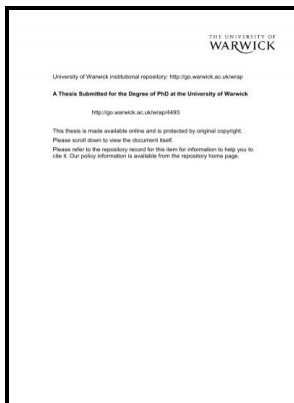 THE UNIVERSITY OF
WARWICK
University of Warwick institutional repository: http://go.warwick.ac.uk/wrap
A Thesis Submitted for the Degree of PhD at the University of Warwick
http://go.warwick.ac.uk/wrap/4493
This thesis is made available online and is protected by original copyright.
Please scroll down to view the document itself.
Please refer to the repository record for this item for information to help you to
cite it. Our policy information is available from the repository home page.